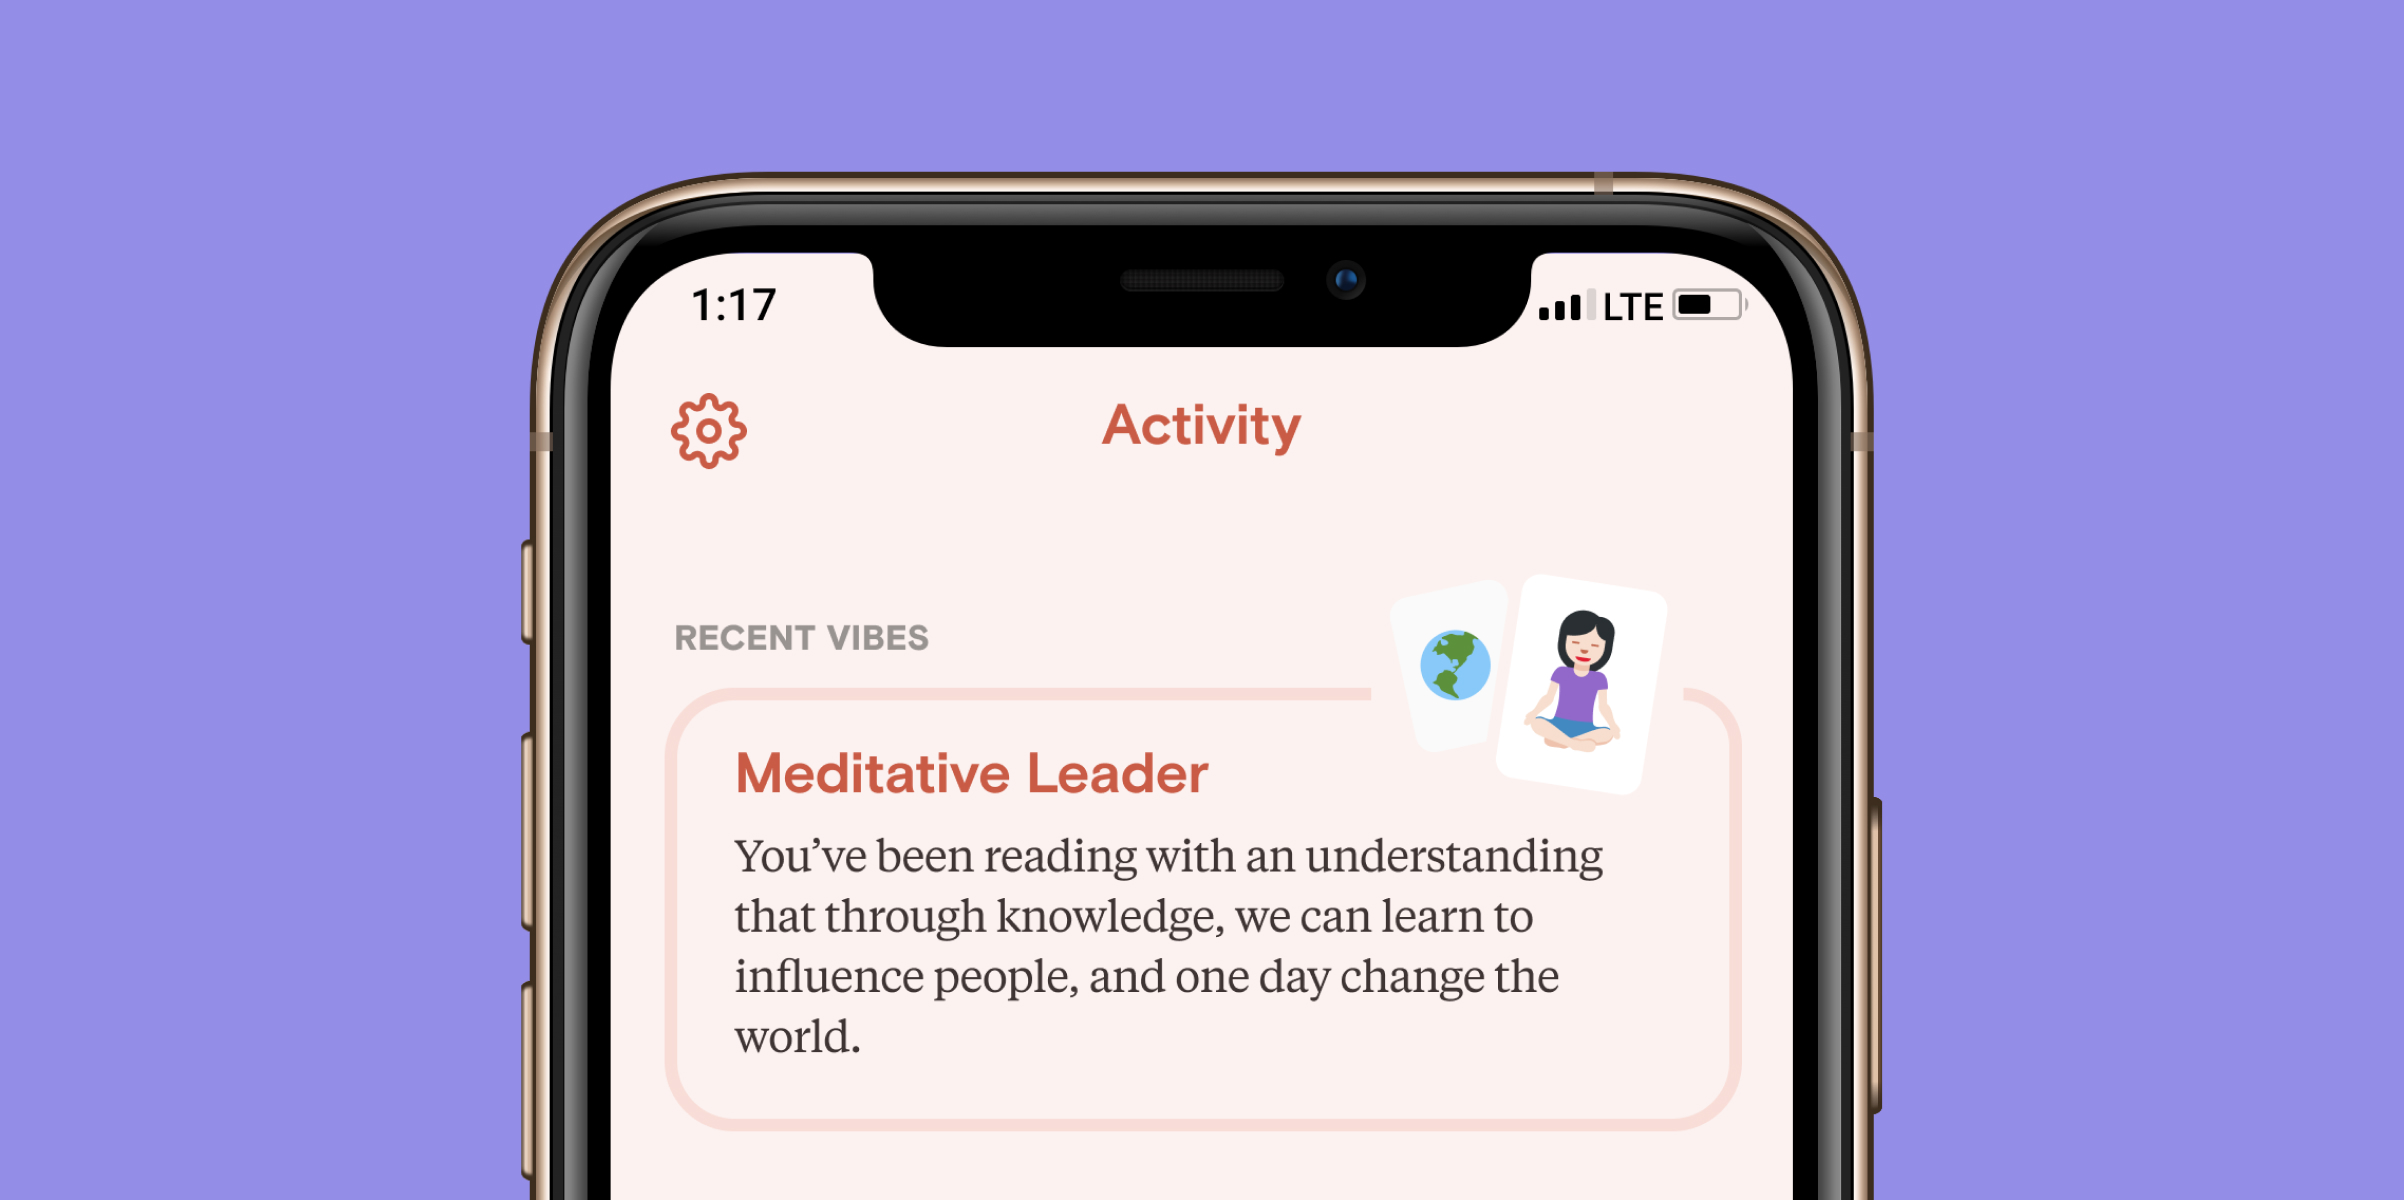 1:17 LTE
Activity
RECENT VIBES
Meditative Leader
You’ve been reading with an understanding
that through knowledge, we can learn to
influence people, and one day change the
world.